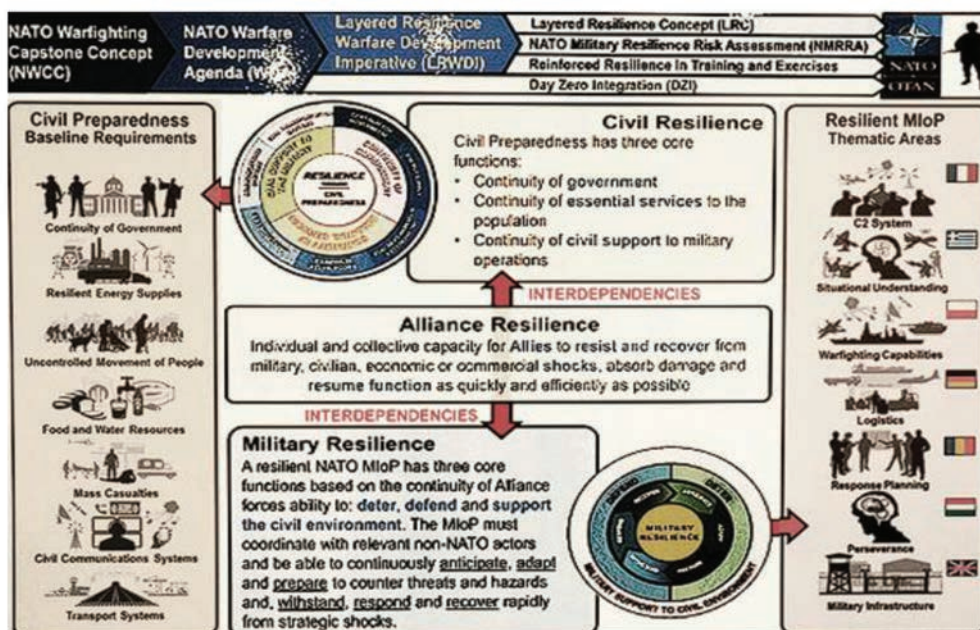 NATO Warfighting
Capstone Concept
(NWCC)
NATO Warfare
Development
Agenda
Layered Resilience
Warfare Development
Imperative (LRWDI)
Layered Resilience Concept (LRC)
NATO Military Resilience Risk Assessment (NMRRA)
Reinforced Resilience In Training and Exercises
Day Zero Integration (DZI)
NATO
OTAN
Civil Preparedness
Baseline Requirements
Continuity of Government
Resilient Energy Supplies
Uncontrolled Movement of People
Food and Water Resources
Mass Casualties
Civil Communications Systems
Transport Systems
RESILIENCE
CIVIL
PREPAREDNESS
Civil Resilience
Civil Preparedness has three core
functions:
• Continuity of government
• Continuity of essential services to the
population
• Continuity of civil support to military
operations
INTERDEPENDENCIES
Alliance Resilience
Individual and collective capacity for Allies to resist and recover from
military, civilian, economic or commercial shocks, absorb damage and
resume function as quickly and efficiently as possible
INTERDEPENDENCIES
Military Resilience
A resilient NATO MIoP has three core
functions based on the continuity of Alliance
forces ability to: deter, defend and support
the civil environment. The MIoP must
coordinate with relevant non-NATO actors
and be able to continuously anticipate, adapt
and prepare to counter threats and hazards
and, withstand, respond and recover rapidly
from strategic shocks.
DEFEND
DETER
MILITARY
RESILIENCE
MILITARY SUPPORT TO CIVIL ENVIRONMENT
Resilient MIoP
Thematic Areas
C2 System
Situational Understanding
Warfighting Capabilities
Logistics
Response Planning
Perseverance
Military Infrastructure